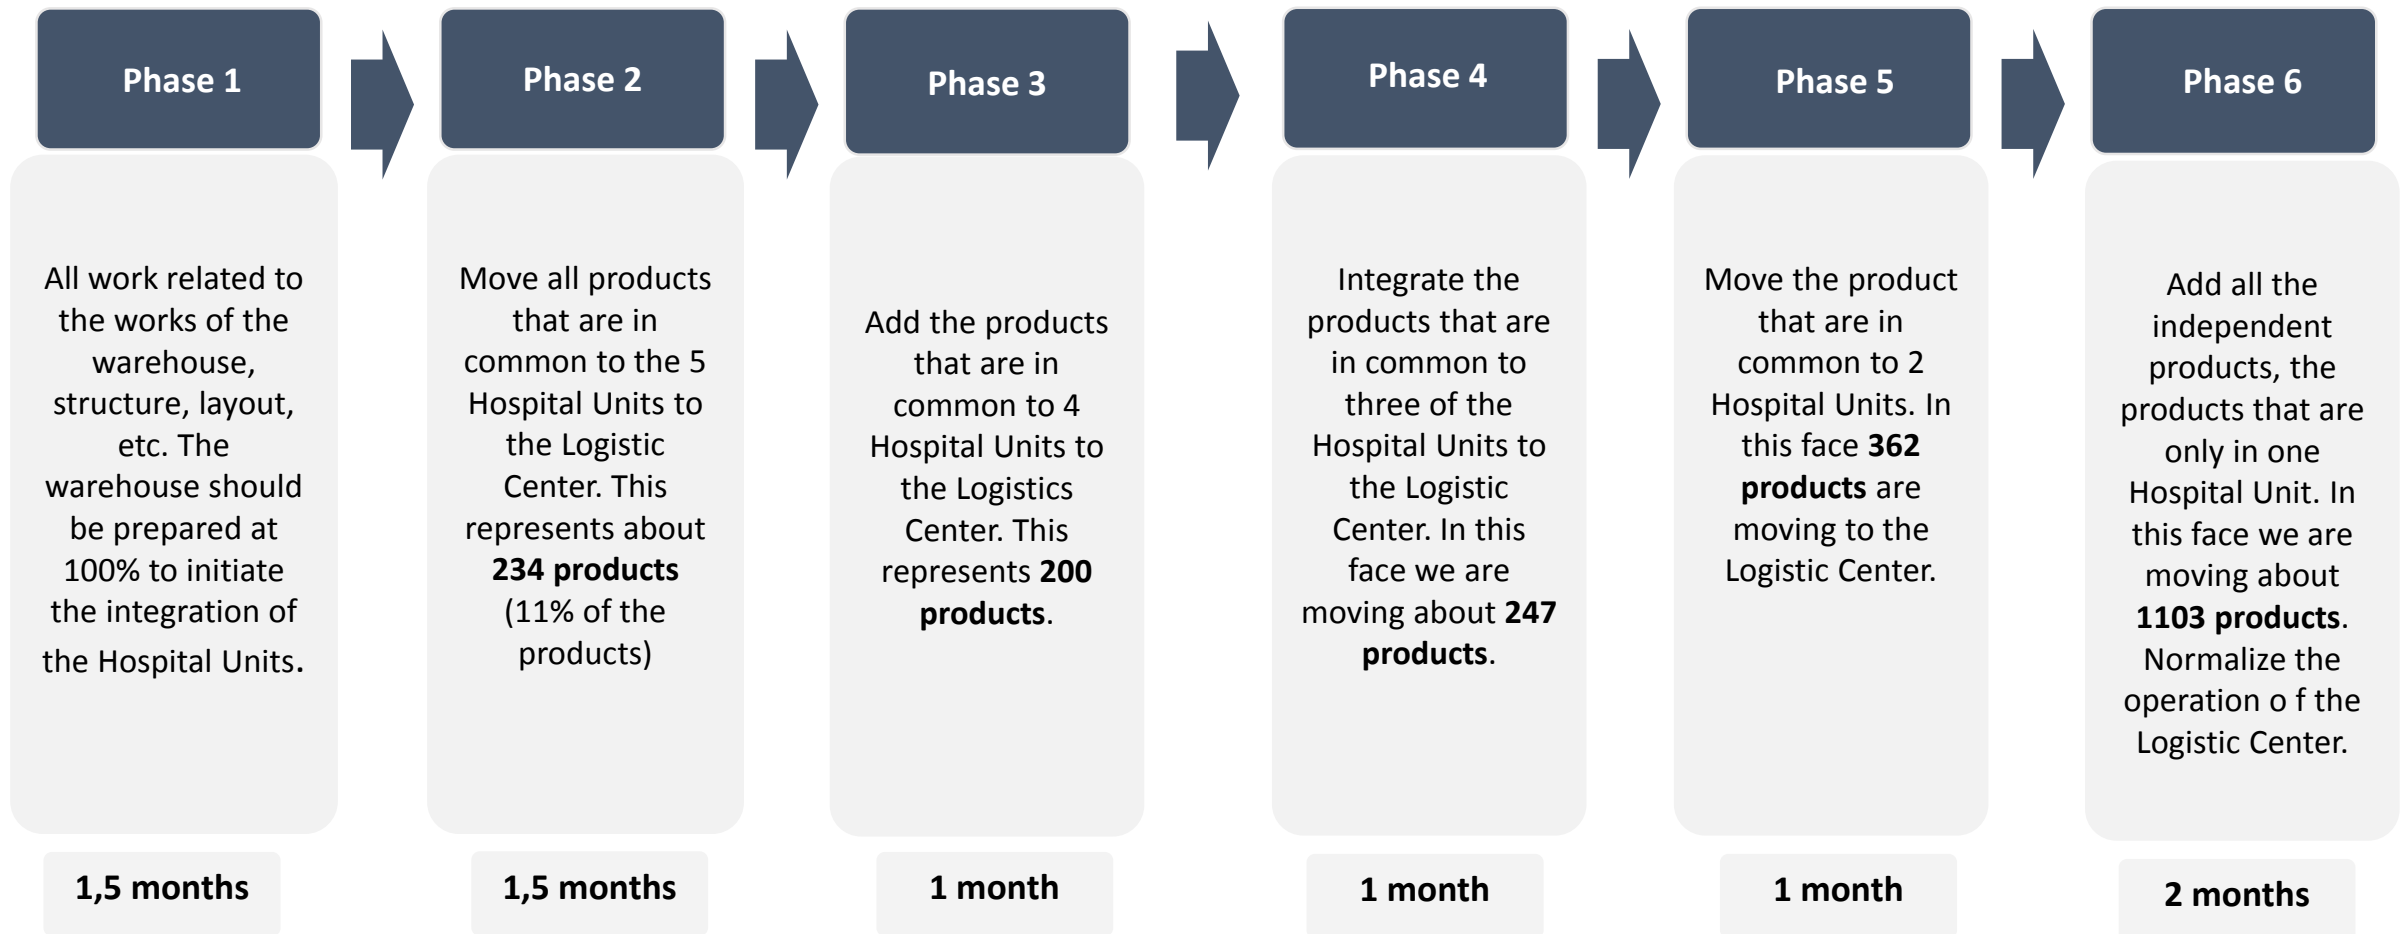 Phase 1
All work related to
the works of the
warehouse,
structure, layout,
etc. The
warehouse should
be prepared at
100% to initiate
the integration of
the Hospital Units.
1,5 months
Phase 2
Move all products
that are in
common to the 5
Hospital Units to
the Logistic
Center. This
represents about
234 products
(11% of the
products)
1,5 months
Phase 3
Add the products
that are in
common to 4
Hospital Units to
the Logistics
Center. This
represents 200
products.
1 month
Phase 4
Integrate the
products that are
in common to
three of the
Hospital Units to
the Logistic
Center. In this
face we are
moving about 247
products.
1 month
Phase 5
Move the product
that are in
common to 2
Hospital Units. In
this face 362
products are
moving to the
Logistic Center.
1 month
Phase 6
Add all the
independent
products, the
products that are
only in one
Hospital Unit. In
this face we are
moving about
1103 products.
Normalize the
operation o f the
Logistic Center.
2 months